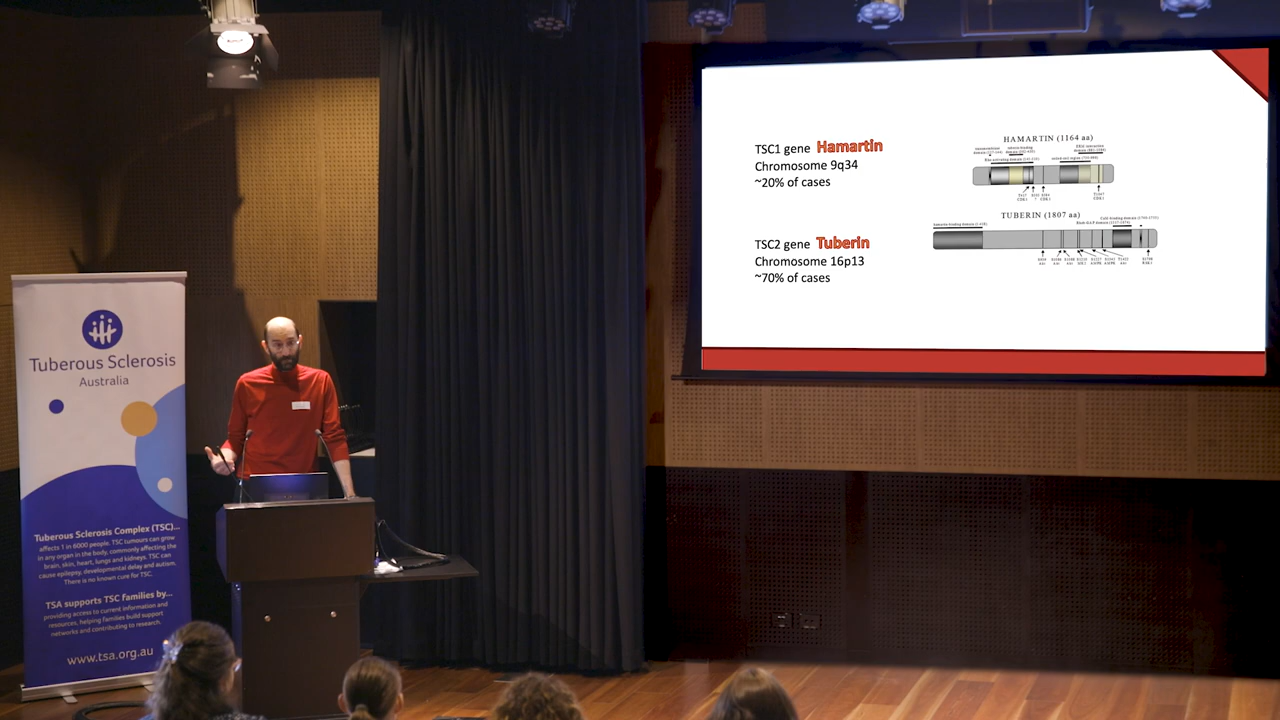 Tuberous Sclerosis
Australia
Tuberous Sclerosis Complex (TSC)...
affects 1 in 6000 people. TSC tumours can grow
in any organ in the body, commonly affecting the
brain, skin, heart, lungs and kidneys. TSC can
cause epilepsy, developmental delay and autism.
There is no known cure for TSC.
TSA supports TSC families by...
providing access to current information and
resources, helping families build support
networks and contributing to research.
www.tsa.org.au
TSC1 gene Hamartin
Chromosome 9q34
~20% of cases
TSC2 gene Tuberin
Chromosome 16p13
~70% of cases
HAMARTIN (1164 aa)
TUBERIN (1807 aa)